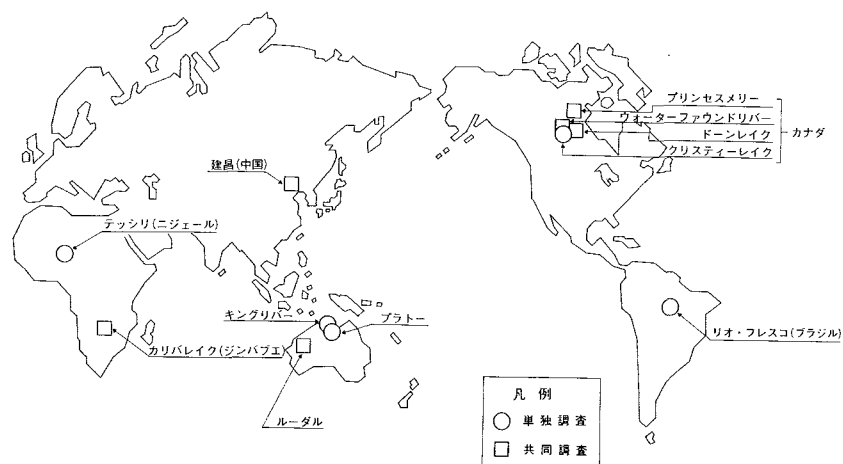 プリンセスメリー
ウォーターファウンドリバー
ドーンレイク
カナダ
クリスティーレイク
建昌(中国)
テッシリ(ニジェール)
キングリバー
プラトー
カリバレイク(ジンバブエ)
リオ・フレスコ(ブラジル)
ルーダル
凡例
単独調査
共同調査